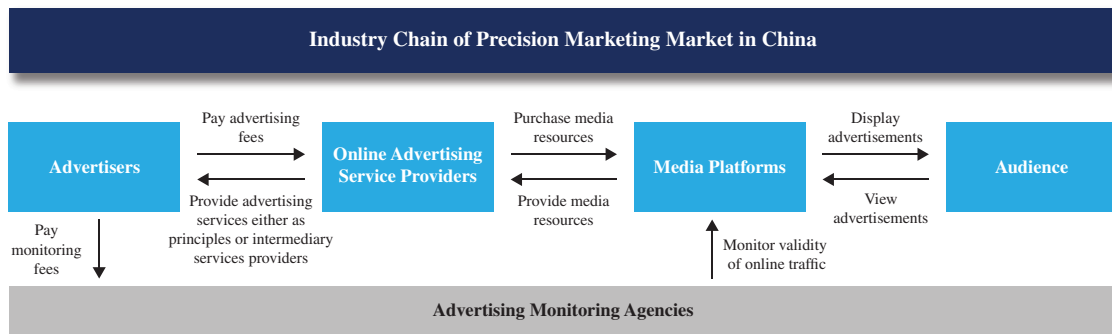 Industry Chain of Precision Marketing Market in China
Pay advertising
fees
Purchase media
resources
Display
advertisements
Advertisers
Online Advertising
Service Providers
Media Platforms
Audience
Provide advertising
services either as
principles or intermediary
services providers
Provide media
resources
View
advertisements
Pay
monitoring
fees
Monitor validity
of online traffic
Advertising Monitoring Agencies